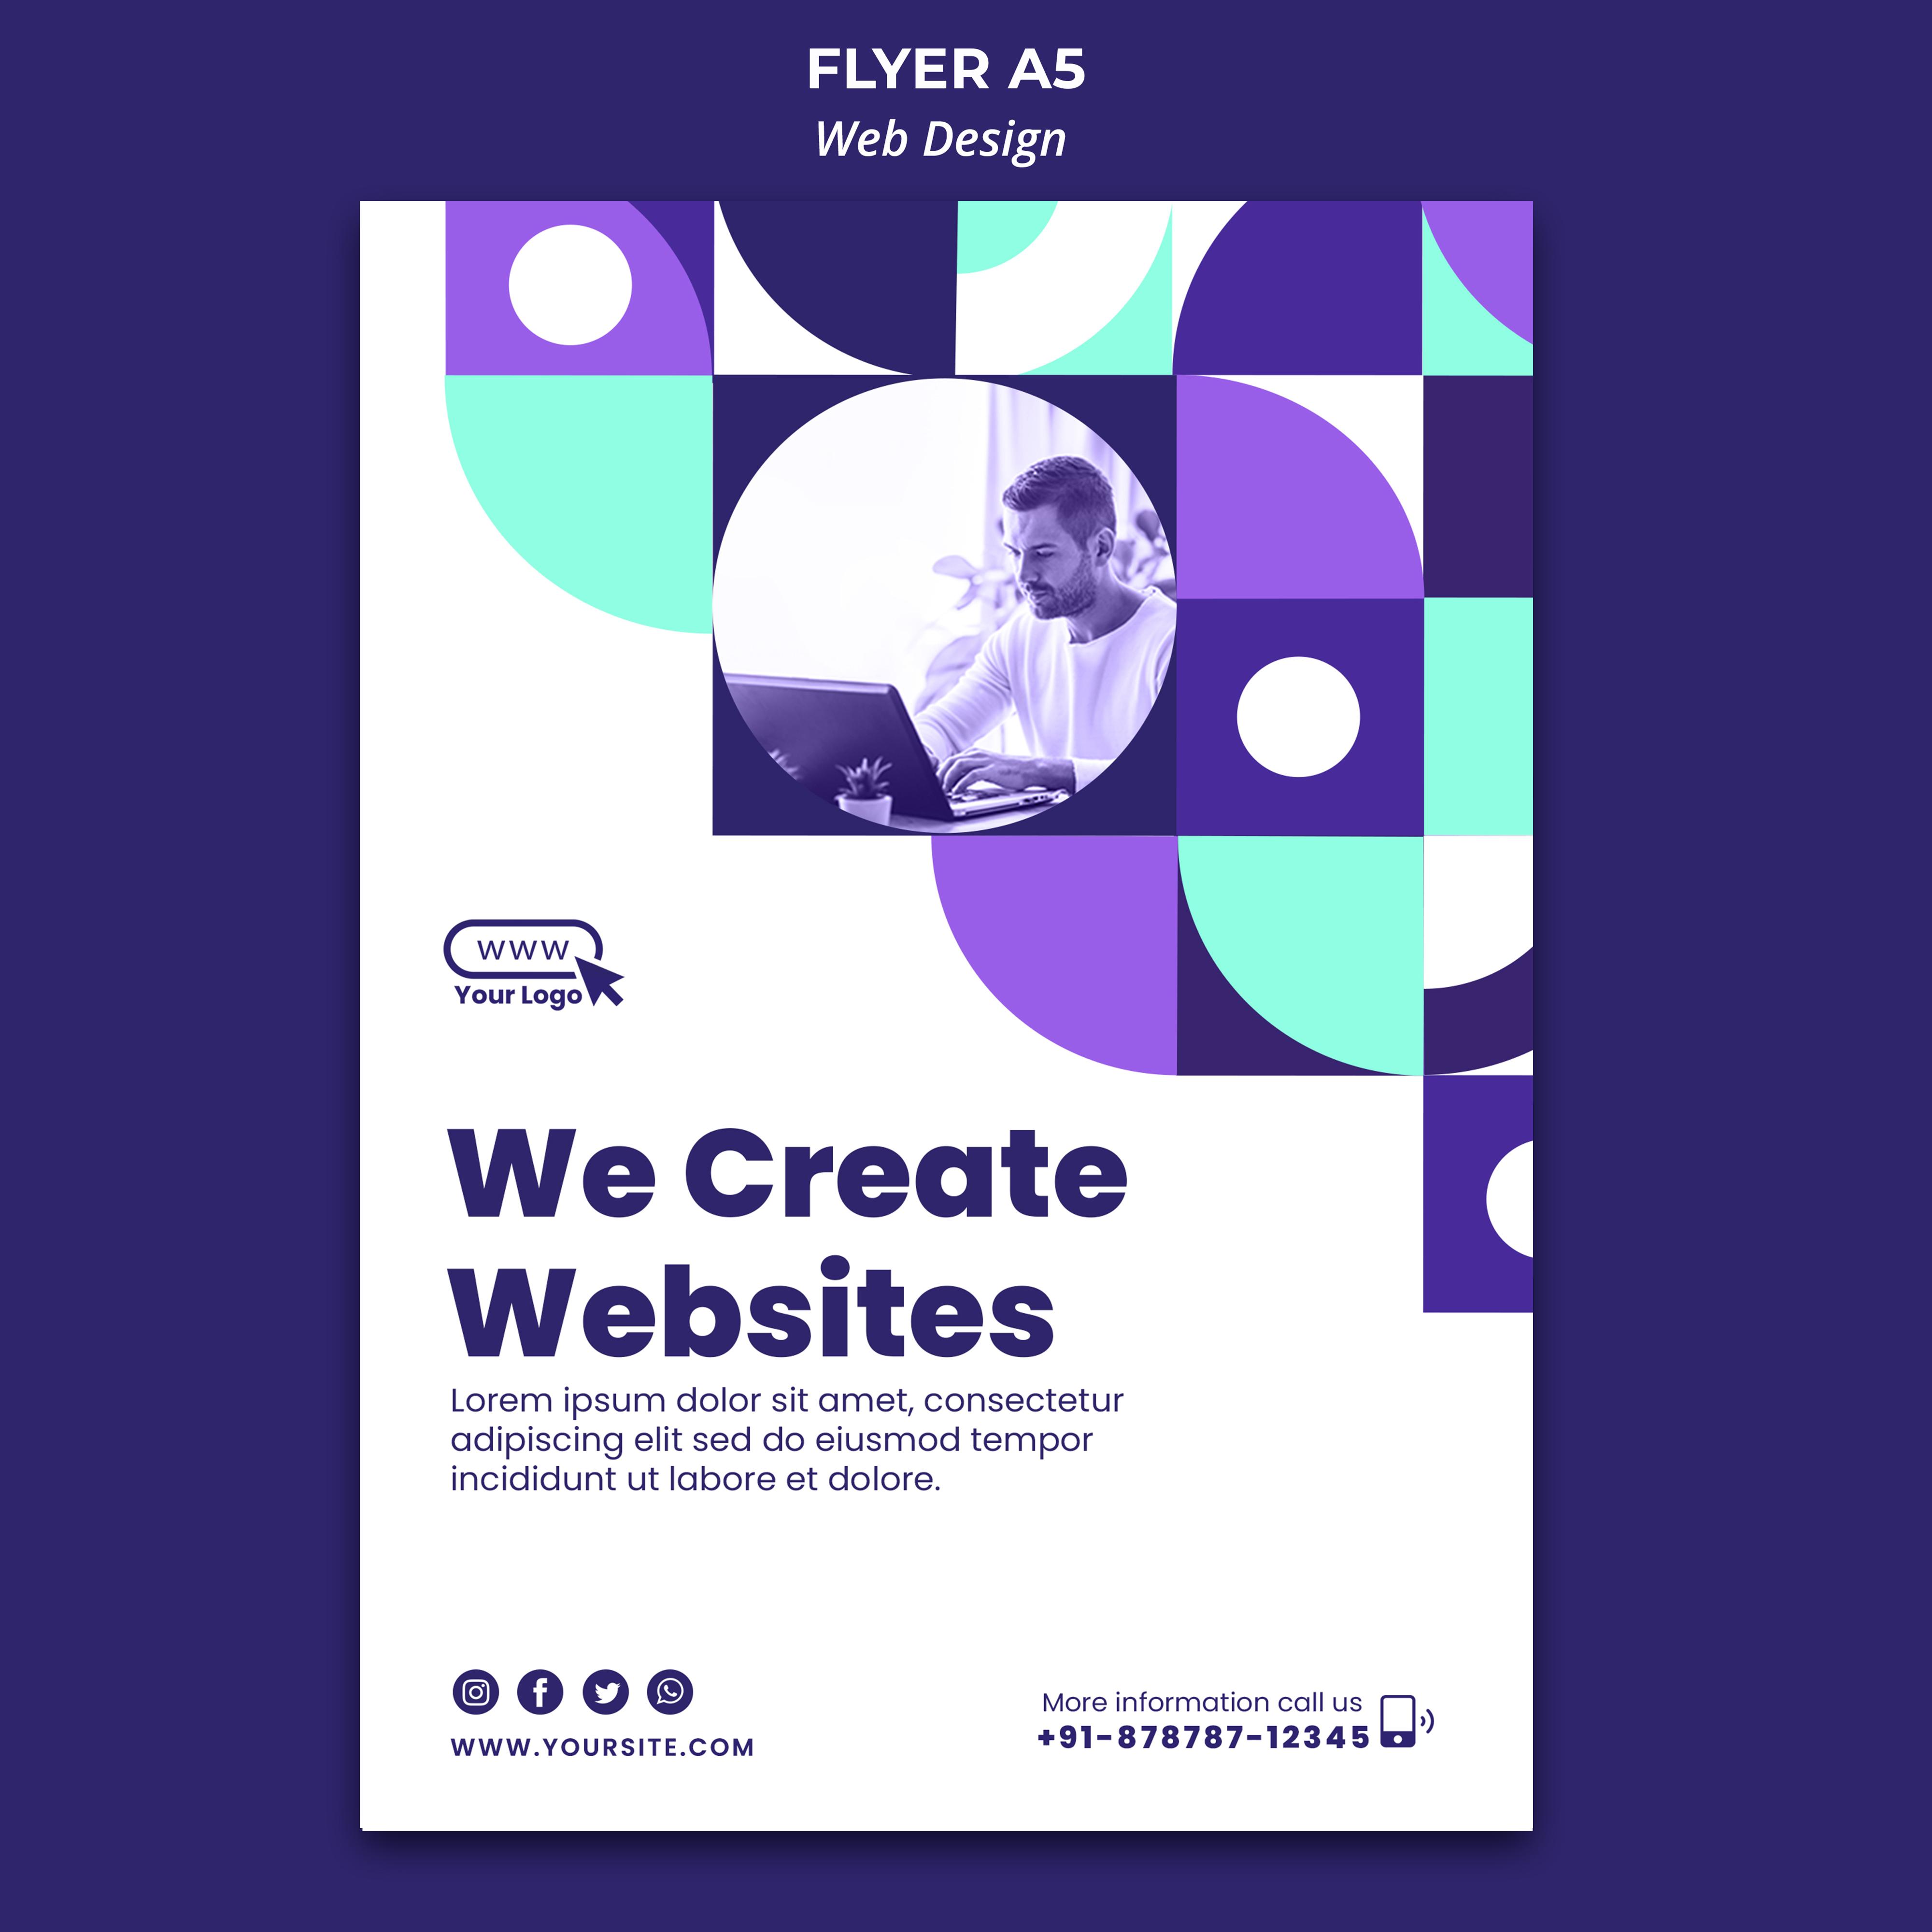 FLYER A5
Web Design
WWW
Your Logo
We Create
Websites
Lorem ipsum dolor sit amet, consectetur
adipiscing elit sed do eiusmod tempor
incididunt ut labore et dolore.
WWW.YOURSITE.COM
More information call us
+91-878787-12345